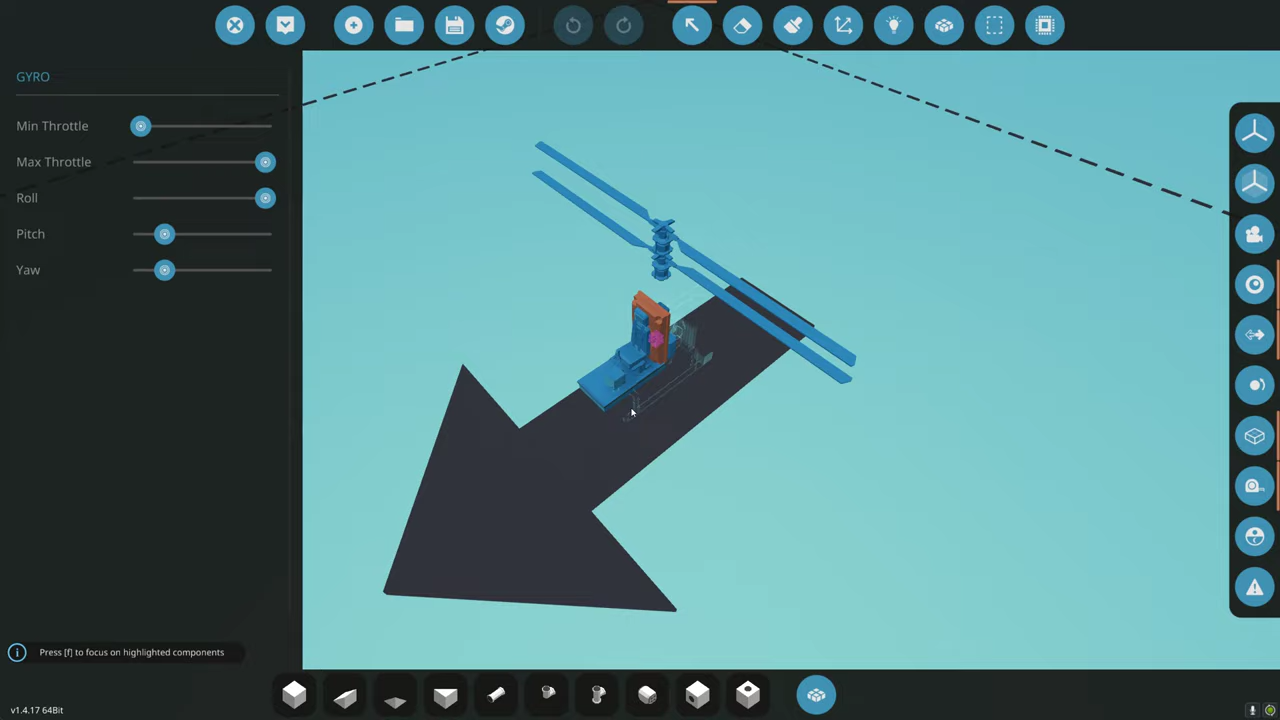 GYRO
Min Throttle
Max Throttle
Roll
Pitch
Yaw
Press [f] to focus on highlighted components
v1.4.17 64Bit